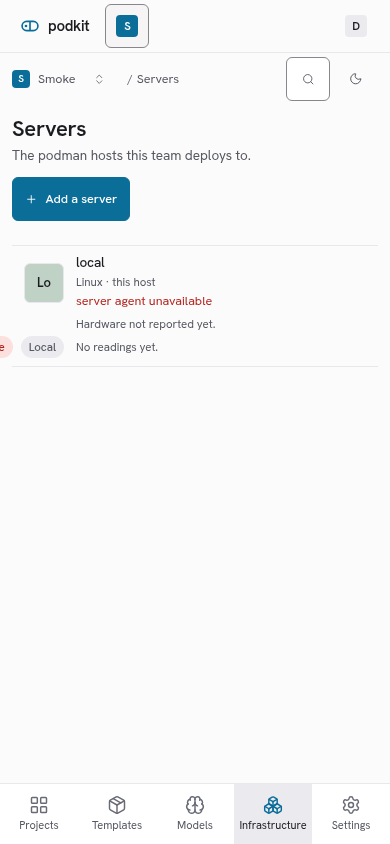 podkit
S
D
S Smoke / Servers
Servers
The podman hosts this team deploys to.
Add a server
Lo
local
Linux · this host
server agent unavailable
Hardware not reported yet.
e Local No readings yet.
Projects Templates Models Infrastructure Settings